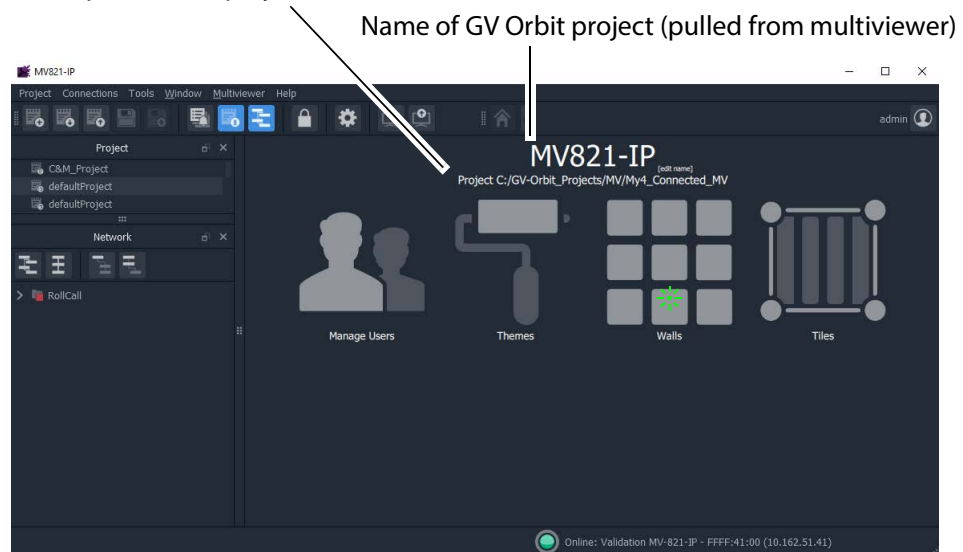 Name of GV Orbit project (pulled from multiviewer)
MV821-IP
Project Connections Tools Window Multiviewer Help
admin
Project
C&M_Project
defaultProject
defaultProject
Network
RollCall
MV821-IP
[edit name]
Project C:/GV-Orbit_Projects/MV/My4_Connected_MV
Manage Users
Themes
Walls
Tiles
Online: Validation MV-821-IP - FFFF:41:00 (10.162.51.41)